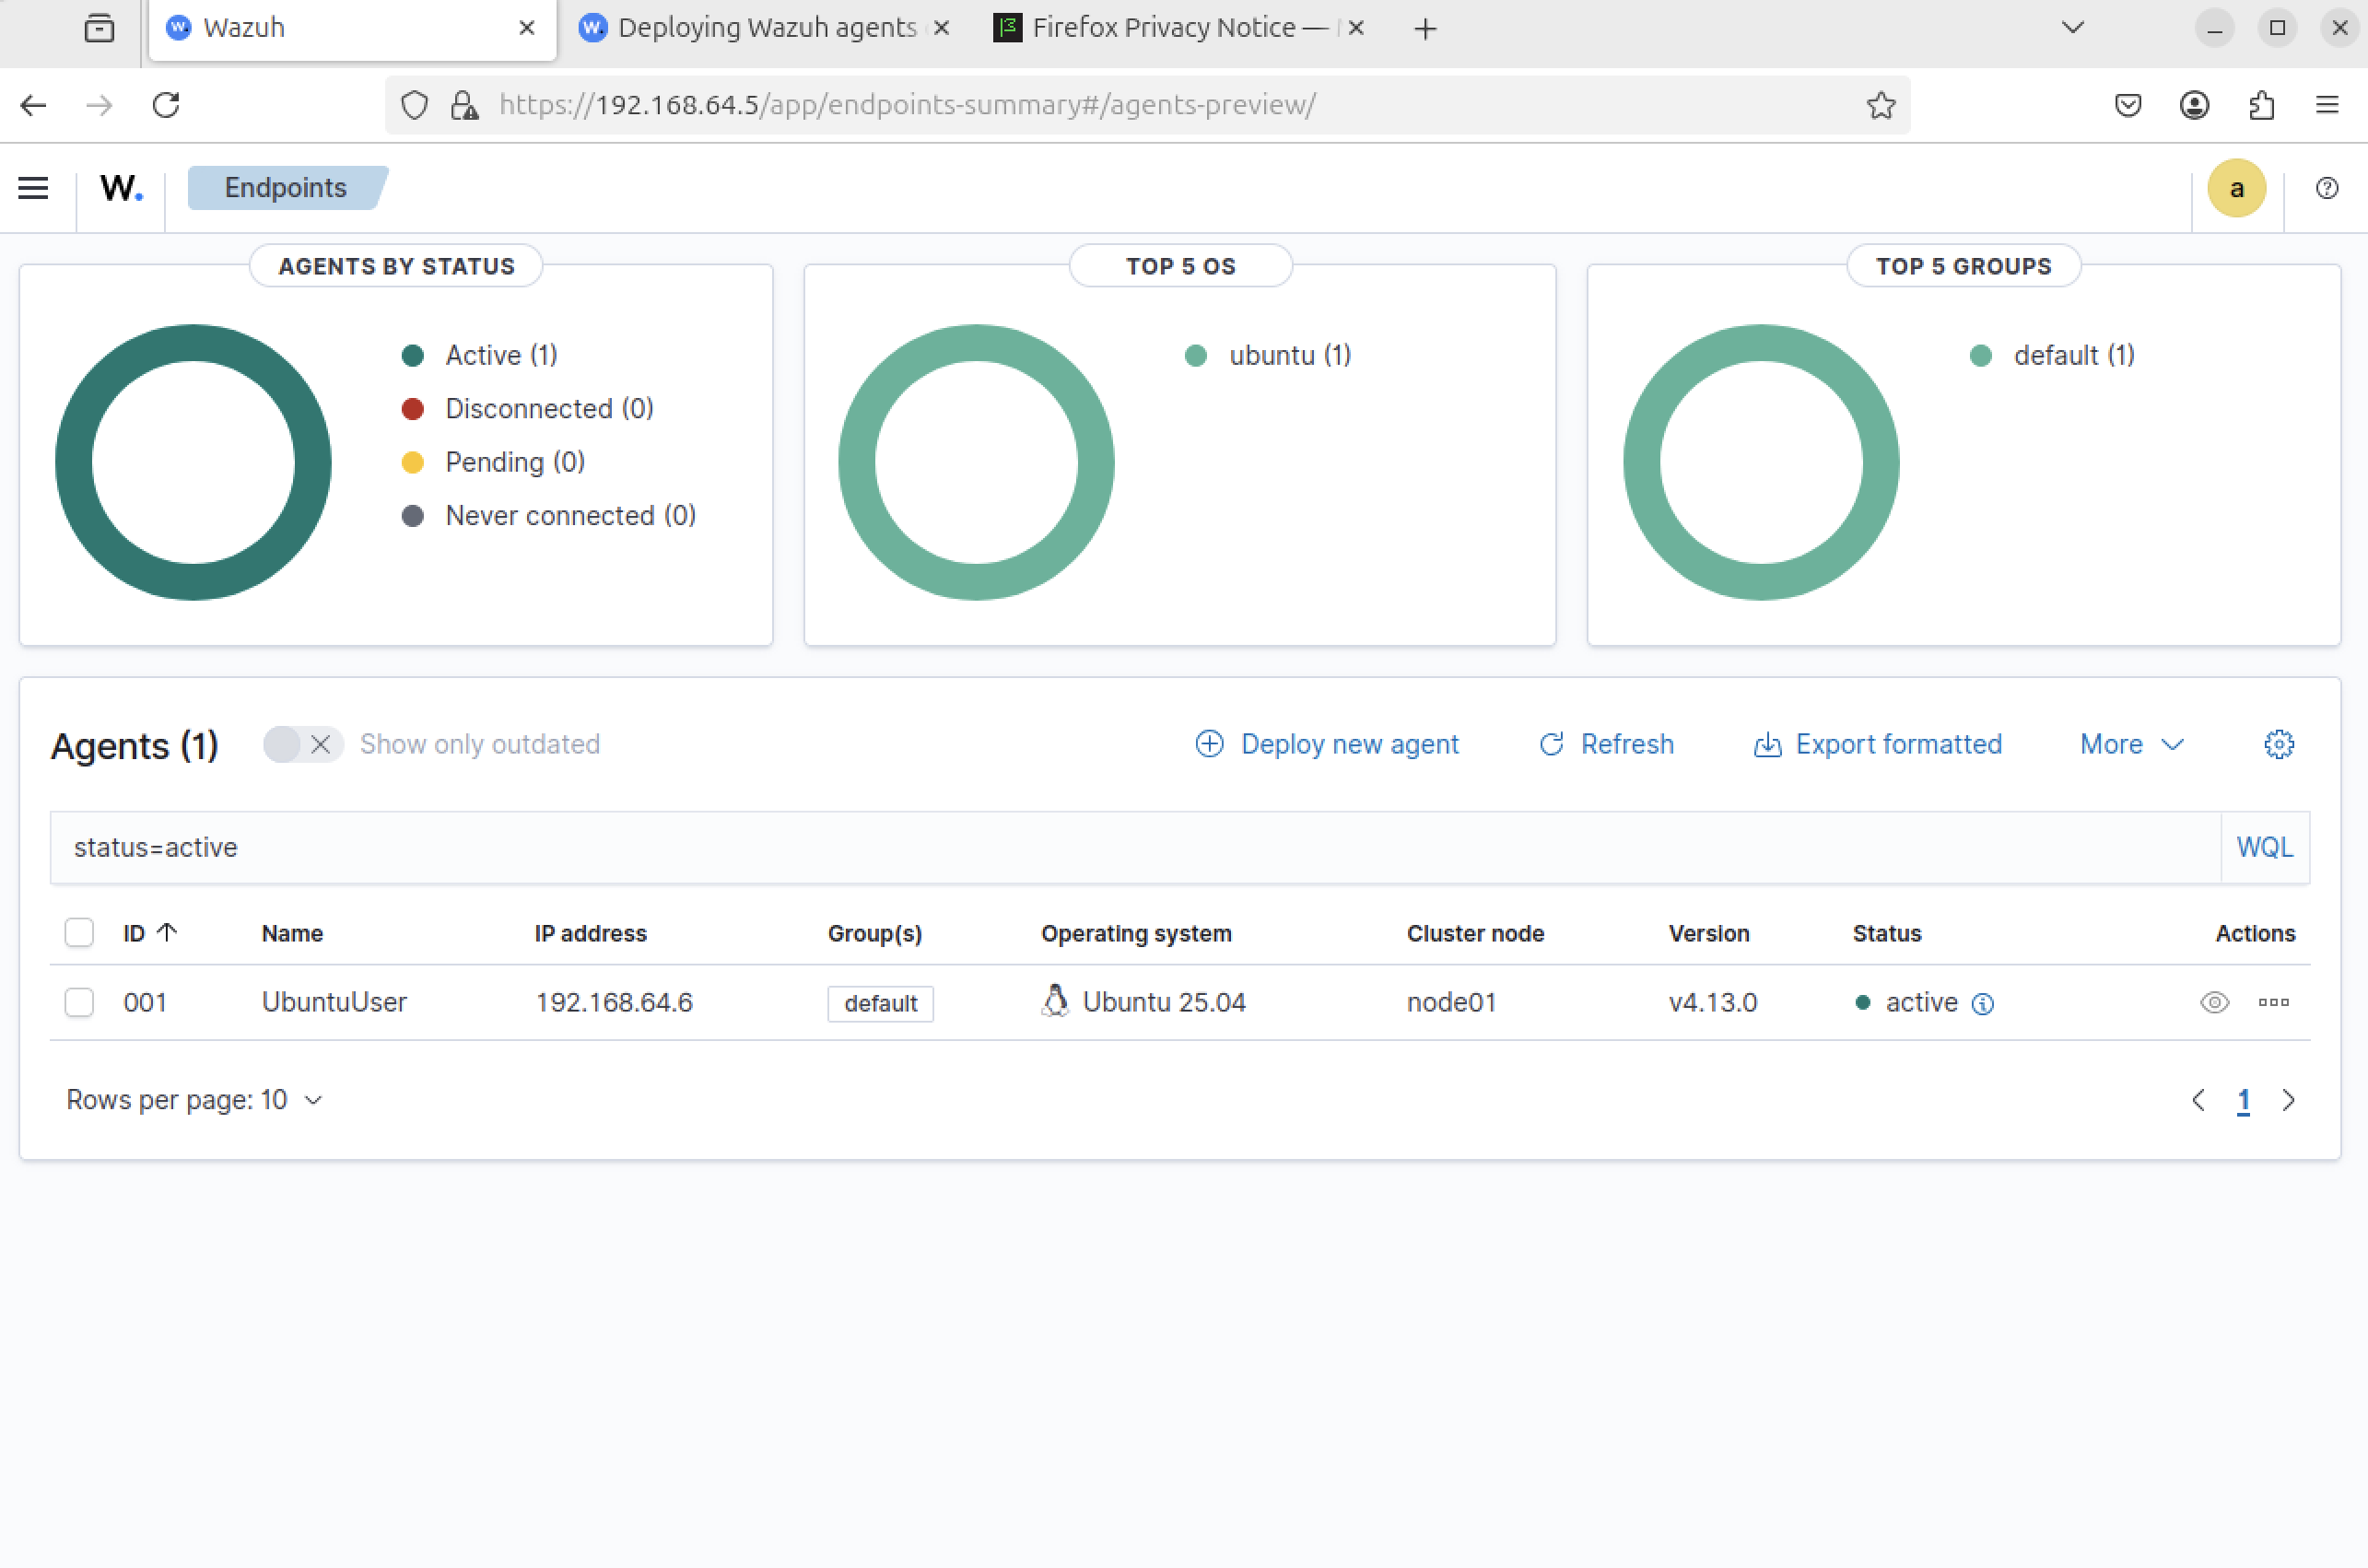 Wazuh
Deploying Wazuh agents
Firefox Privacy Notice —
https://192.168.64.5/app/endpoints-summary#/agents-preview/
W.
Endpoints
a
AGENTS BY STATUS
Active (1)
Disconnected (0)
Pending (0)
Never connected (0)
TOP 5 OS
ubuntu (1)
TOP 5 GROUPS
default (1)
Agents (1)
Show only outdated
Deploy new agent
Refresh
Export formatted
More
status=active
WQL
ID Name IP address Group(s) Operating system Cluster node Version Status Actions
001 UbuntuUser 192.168.64.6 default Ubuntu 25.04 node01 v4.13.0 active
Rows per page: 10
1